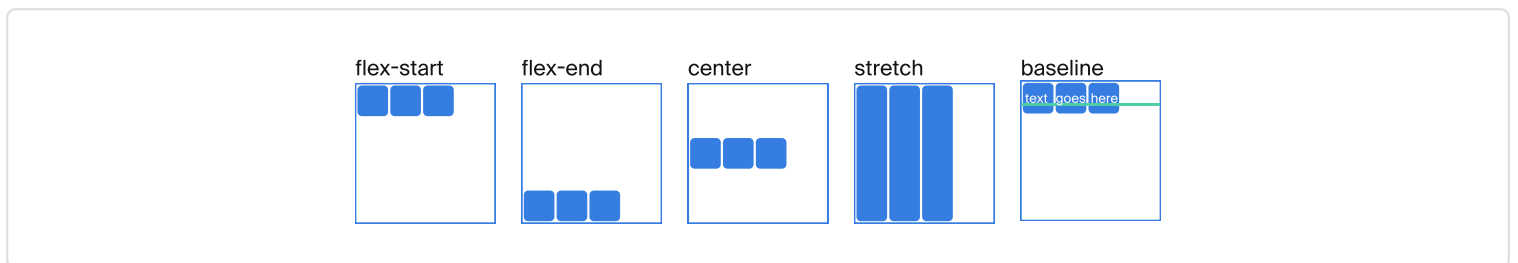 flex-start
flex-end
center
stretch
baseline
text goes here